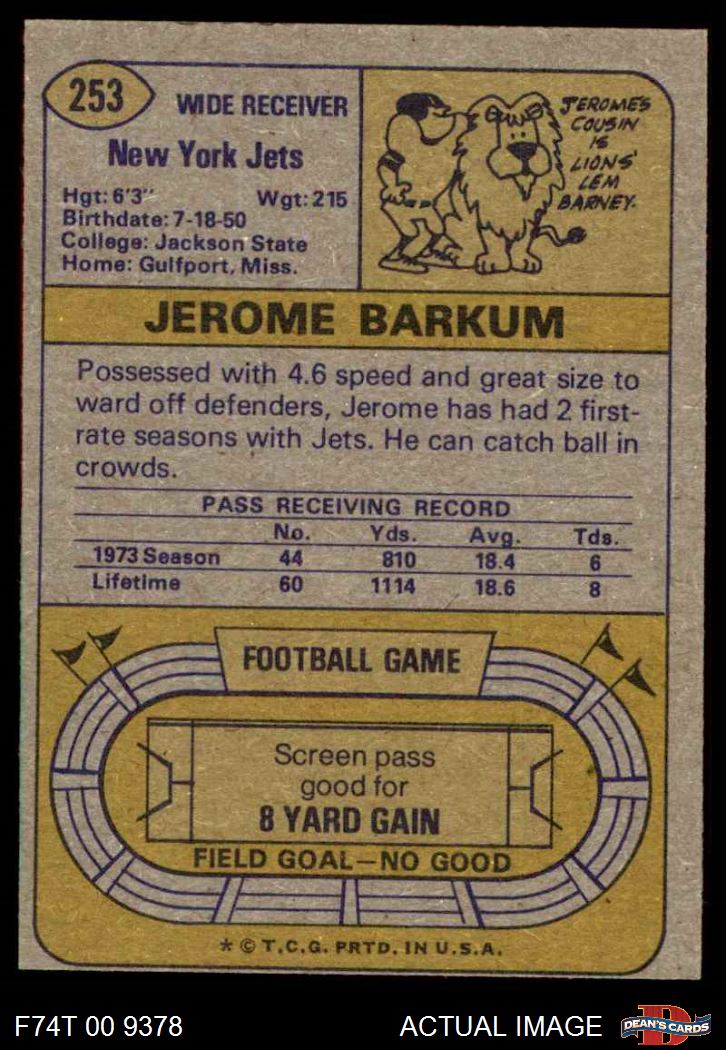 253
WIDE RECEIVER
New York Jets
Hgt: 6'3" Wgt: 215
Birthdate: 7-18-50
College: Jackson State
Home: Gulfport, Miss.
JEROME'S
COUSIN
IS
LIONS'
LEM
BARNEY.
JEROME BARKUM
Possessed with 4.6 speed and great size to
ward off defenders, Jerome has had 2 first-
rate seasons with Jets. He can catch ball in
crowds.
PASS RECEIVING RECORD
No. Yds. Avg. Tds.
1973 Season 44 810 18.4 6
Lifetime 60 1114 18.6 8
FOOTBALL GAME
Screen pass
good for
8 YARD GAIN
FIELD GOAL—NO GOOD
* © T.C.G. PRTD. IN U.S.A.
F74T 00 9378 ACTUAL IMAGE
D
DEAN'S CARDS